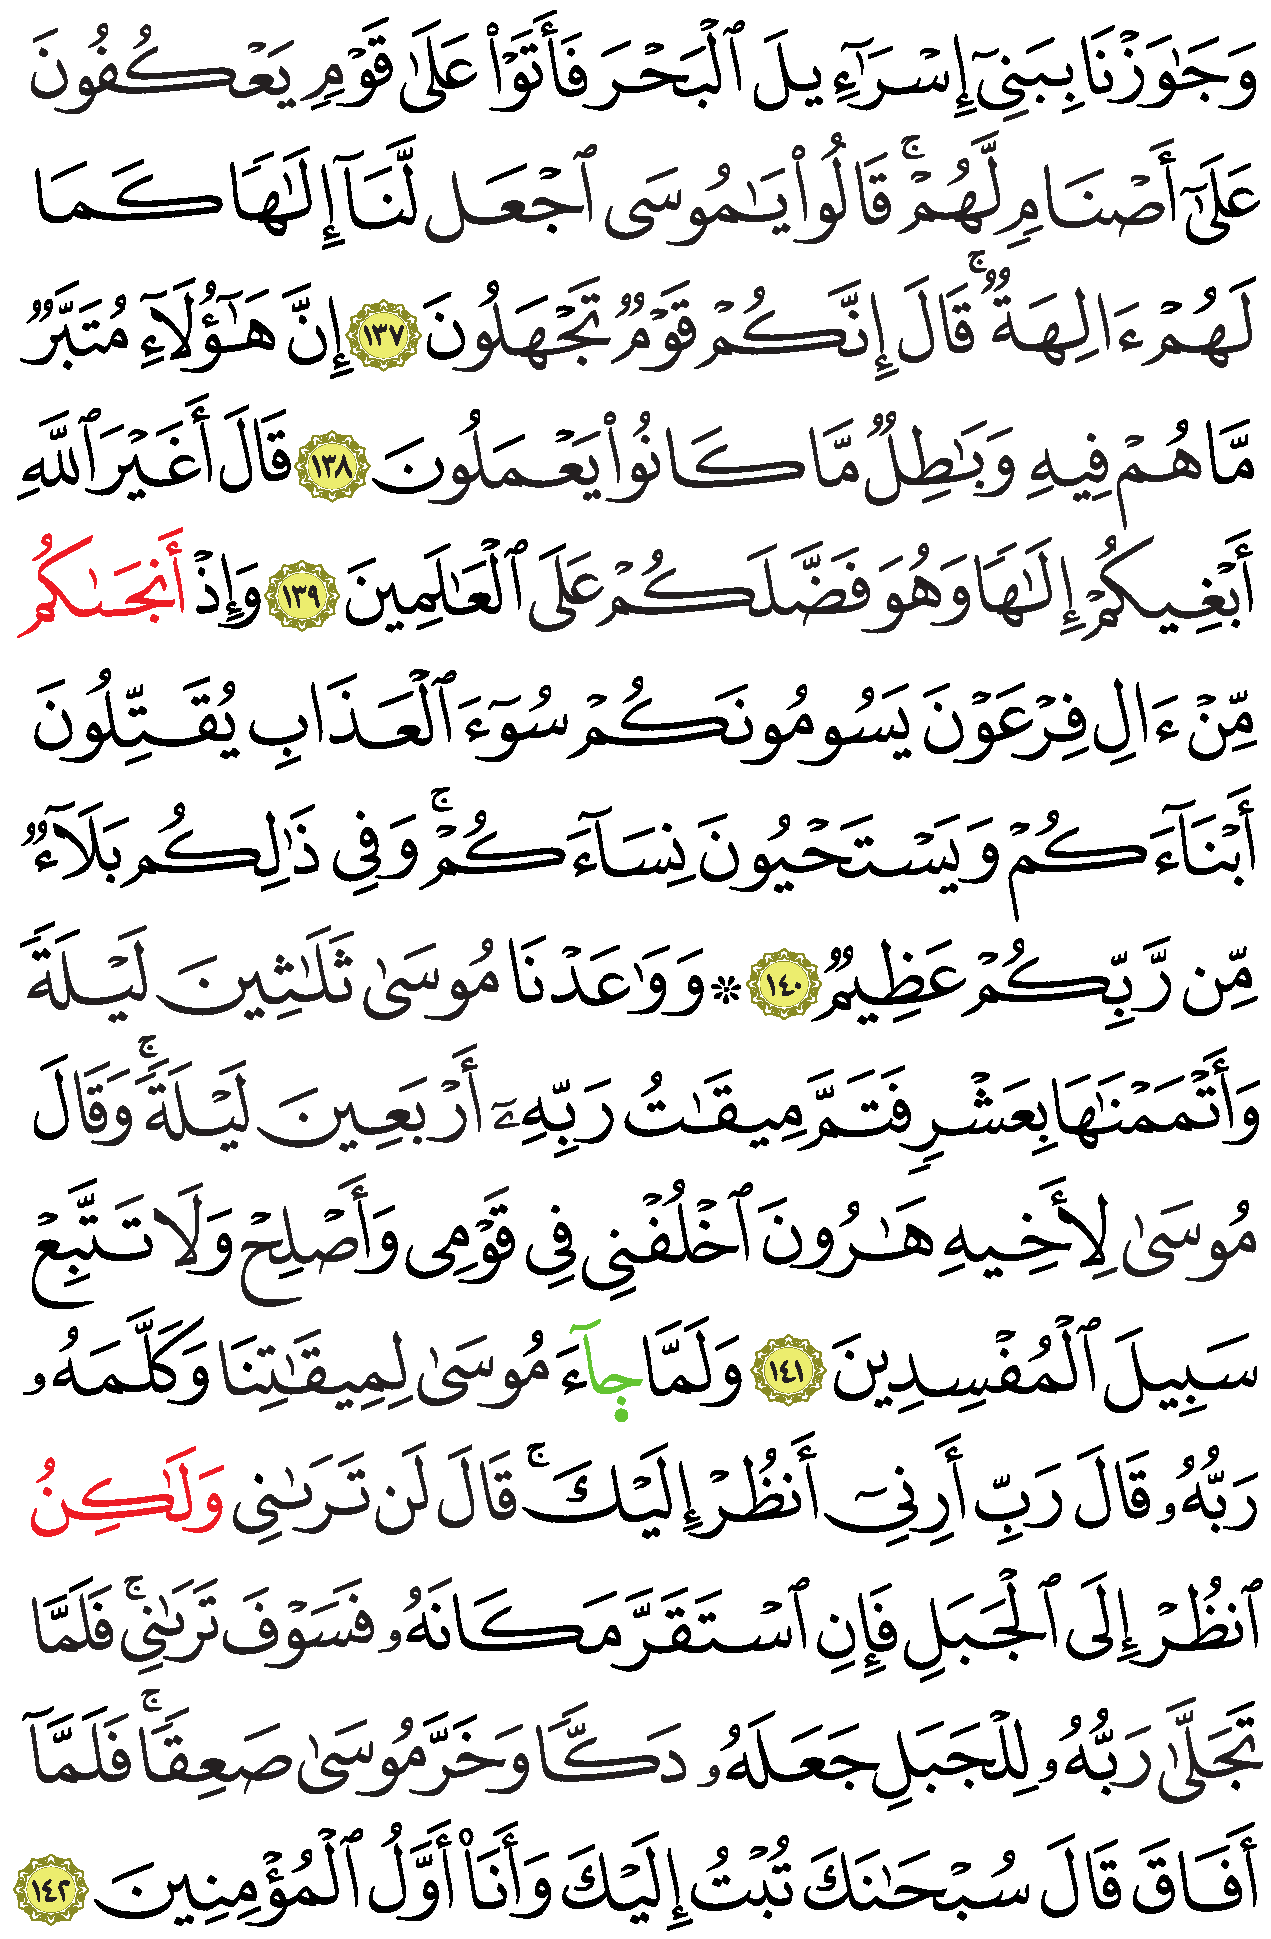 وَجَٰوَزْنَا بِبَنِىٓ إِسْرَٰٓءِيلَ ٱلْبَحْرَ فَأَتَوْا۟ عَلَىٰ قَوْمٍ يَعْكُفُونَ
عَلَىٰٓ أَصْنَامٍ لَّهُمْ ۚ قَالُوا۟ يَٰمُوسَى ٱجْعَل لَّنَآ إِلَٰهًا كَمَا
لَهُمْ ءَالِهَةٌ ۚ قَالَ إِنَّكُمْ قَوْمٌ تَجْهَلُونَ ١٣٧ إِنَّ هَٰٓؤُلَآءِ مُتَبَّرٌ
مَّا هُمْ فِيهِ وَبَٰطِلٌ مَّا كَانُوا۟ يَعْمَلُونَ ١٣٨ قَالَ أَغَيْرَ ٱللَّهِ
أَبْغِيكُمْ إِلَٰهًا وَهُوَ فَضَّلَكُمْ عَلَى ٱلْعَٰلَمِينَ ١٣٩ وَإِذْ أَنجَىٰكُم
مِّنْ ءَالِ فِرْعَوْنَ يَسُومُونَكُمْ سُوٓءَ ٱلْعَذَابِ يُقَتِّلُونَ
أَبْنَآءَكُمْ وَيَسْتَحْيُونَ نِسَآءَكُمْ ۚ وَفِى ذَٰلِكُم بَلَآءٌ
مِّن رَّبِّكُمْ عَظِيمٌ ١٤٠ ۞ وَوَٰعَدْنَا مُوسَىٰ ثَلَٰثِينَ لَيْلَةً
وَأَتْمَمْنَٰهَا بِعَشْرٍ فَتَمَّ مِيقَٰتُ رَبِّهِۦٓ أَرْبَعِينَ لَيْلَةً ۚ وَقَالَ
مُوسَىٰ لِأَخِيهِ هَٰرُونَ ٱخْلُفْنِى فِى قَوْمِى وَأَصْلِحْ وَلَا تَتَّبِعْ
سَبِيلَ ٱلْمُفْسِدِينَ ١٤١ وَلَمَّا جَآءَ مُوسَىٰ لِمِيقَٰتِنَا وَكَلَّمَهُۥ
رَبُّهُۥ قَالَ رَبِّ أَرِنِىٓ أَنظُرْ إِلَيْكَ ۚ قَالَ لَن تَرَىٰنِى وَلَٰكِنُ
ٱنظُرْ إِلَى ٱلْجَبَلِ فَإِنِ ٱسْتَقَرَّ مَكَانَهُۥ فَسَوْفَ تَرَىٰنِى ۚ فَلَمَّا
تَجَلَّىٰ رَبُّهُۥ لِلْجَبَلِ جَعَلَهُۥ دَكًّا وَخَرَّ مُوسَىٰ صَعِقًا ۚ فَلَمَّآ
أَفَاقَ قَالَ سُبْحَٰنَكَ تُبْتُ إِلَيْكَ وَأَنَا۠ أَوَّلُ ٱلْمُؤْمِنِينَ ١٤٢